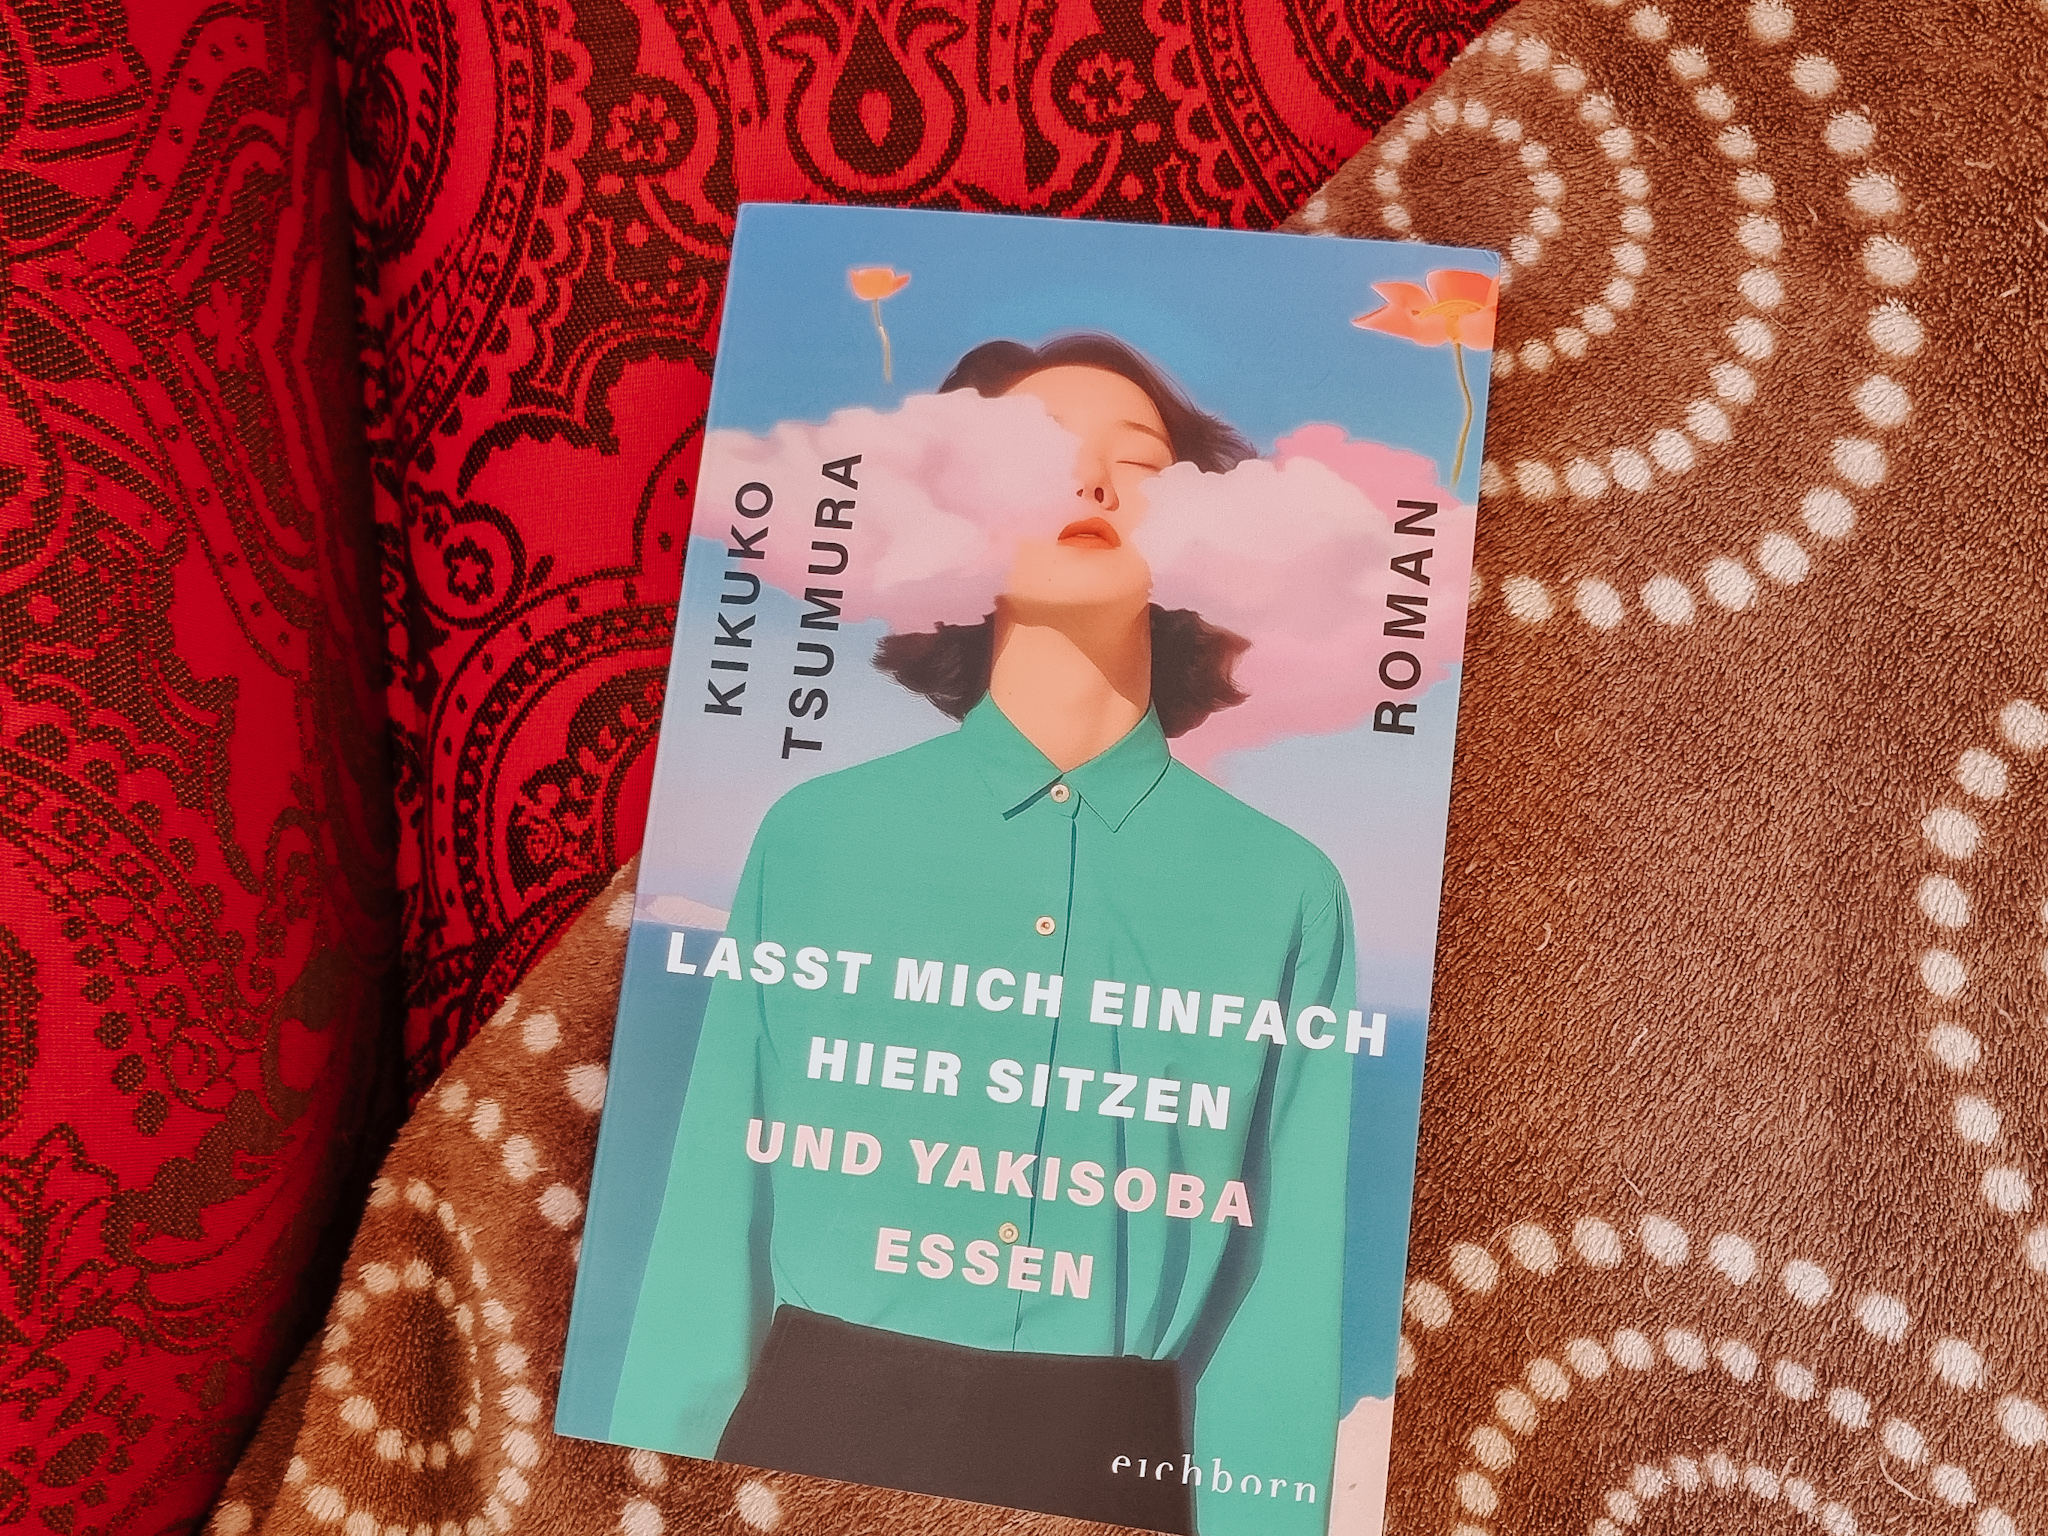 KIKUKO
TSUMURA
ROMAN
LASST MICH EINFACH
HIER SITZEN
UND YAKISOBA
ESSEN
eichborn